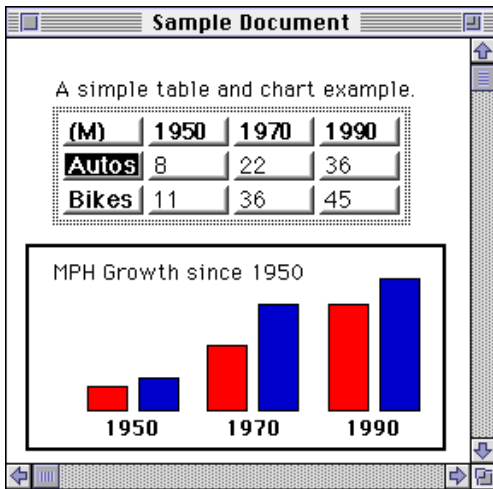 Sample Document
A simple table and chart example.
(M) 1950 1970 1990
Autos 8 22 36
Bikes 11 36 45
MPH Growth since 1950
1950 1970 1990